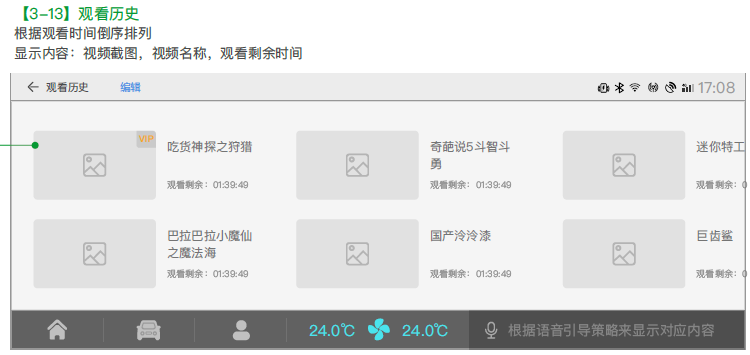 【3-13】观看历史
根据观看时间倒序排列
显示内容：视频截图，视频名称，观看剩余时间
观看历史 编辑 17:08
VIP
吃货神探之狩猎
观看剩余：01:39:49
奇葩说5斗智斗
勇
观看剩余：01:39:49
迷你特工
观看剩余：0
巴拉巴拉小魔仙
之魔法海
观看剩余：01:39:49
国产泠泠漆
观看剩余：01:39:49
巨齿鲨
观看剩余：0
24.0℃ 24.0℃ 根据语音引导策略来显示对应内容